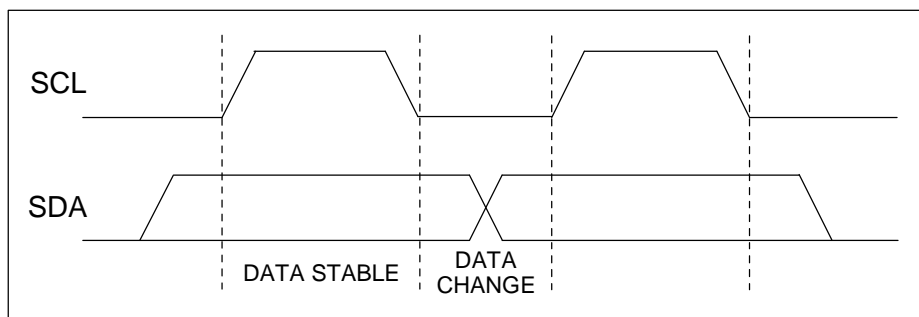 SCL
SDA
DATA STABLE
DATA
CHANGE